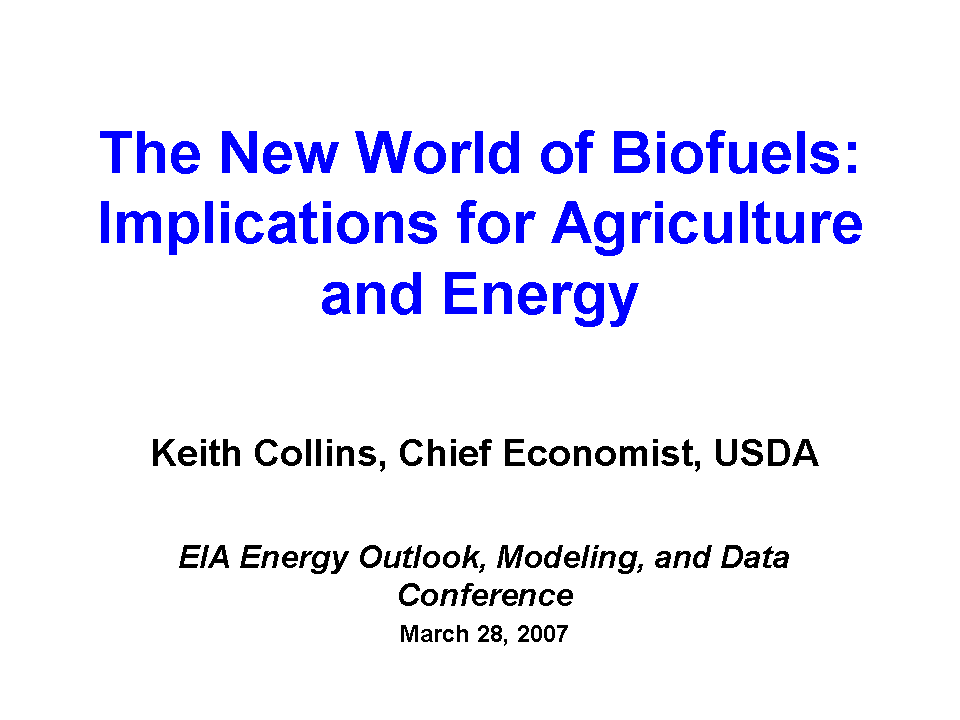 The New World of Biofuels:
Implications for Agriculture
and Energy
Keith Collins, Chief Economist, USDA
EIA Energy Outlook, Modeling, and Data
Conference
March 28, 2007